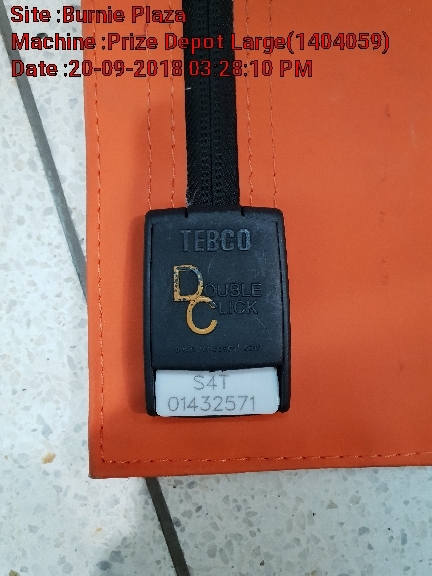 Site :Burnie Plaza
Machine :Prize Depot Large(1404059)
Date :20-09-2018 03:28:10 PM
TEBCO
DOUBLE
CLICK
S4T
01432571